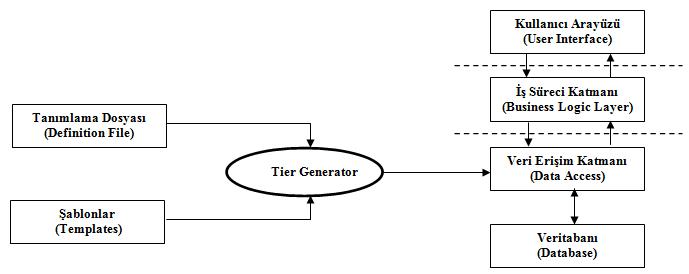 Kullanıcı Arayüzü
(User Interface)
İş Süreci Katmanı
(Business Logic Layer)
Tanımlama Dosyası
(Definition File)
Tier Generator
Veri Erişim Katmanı
(Data Access)
Şablonlar
(Templates)
Veritabanı
(Database)